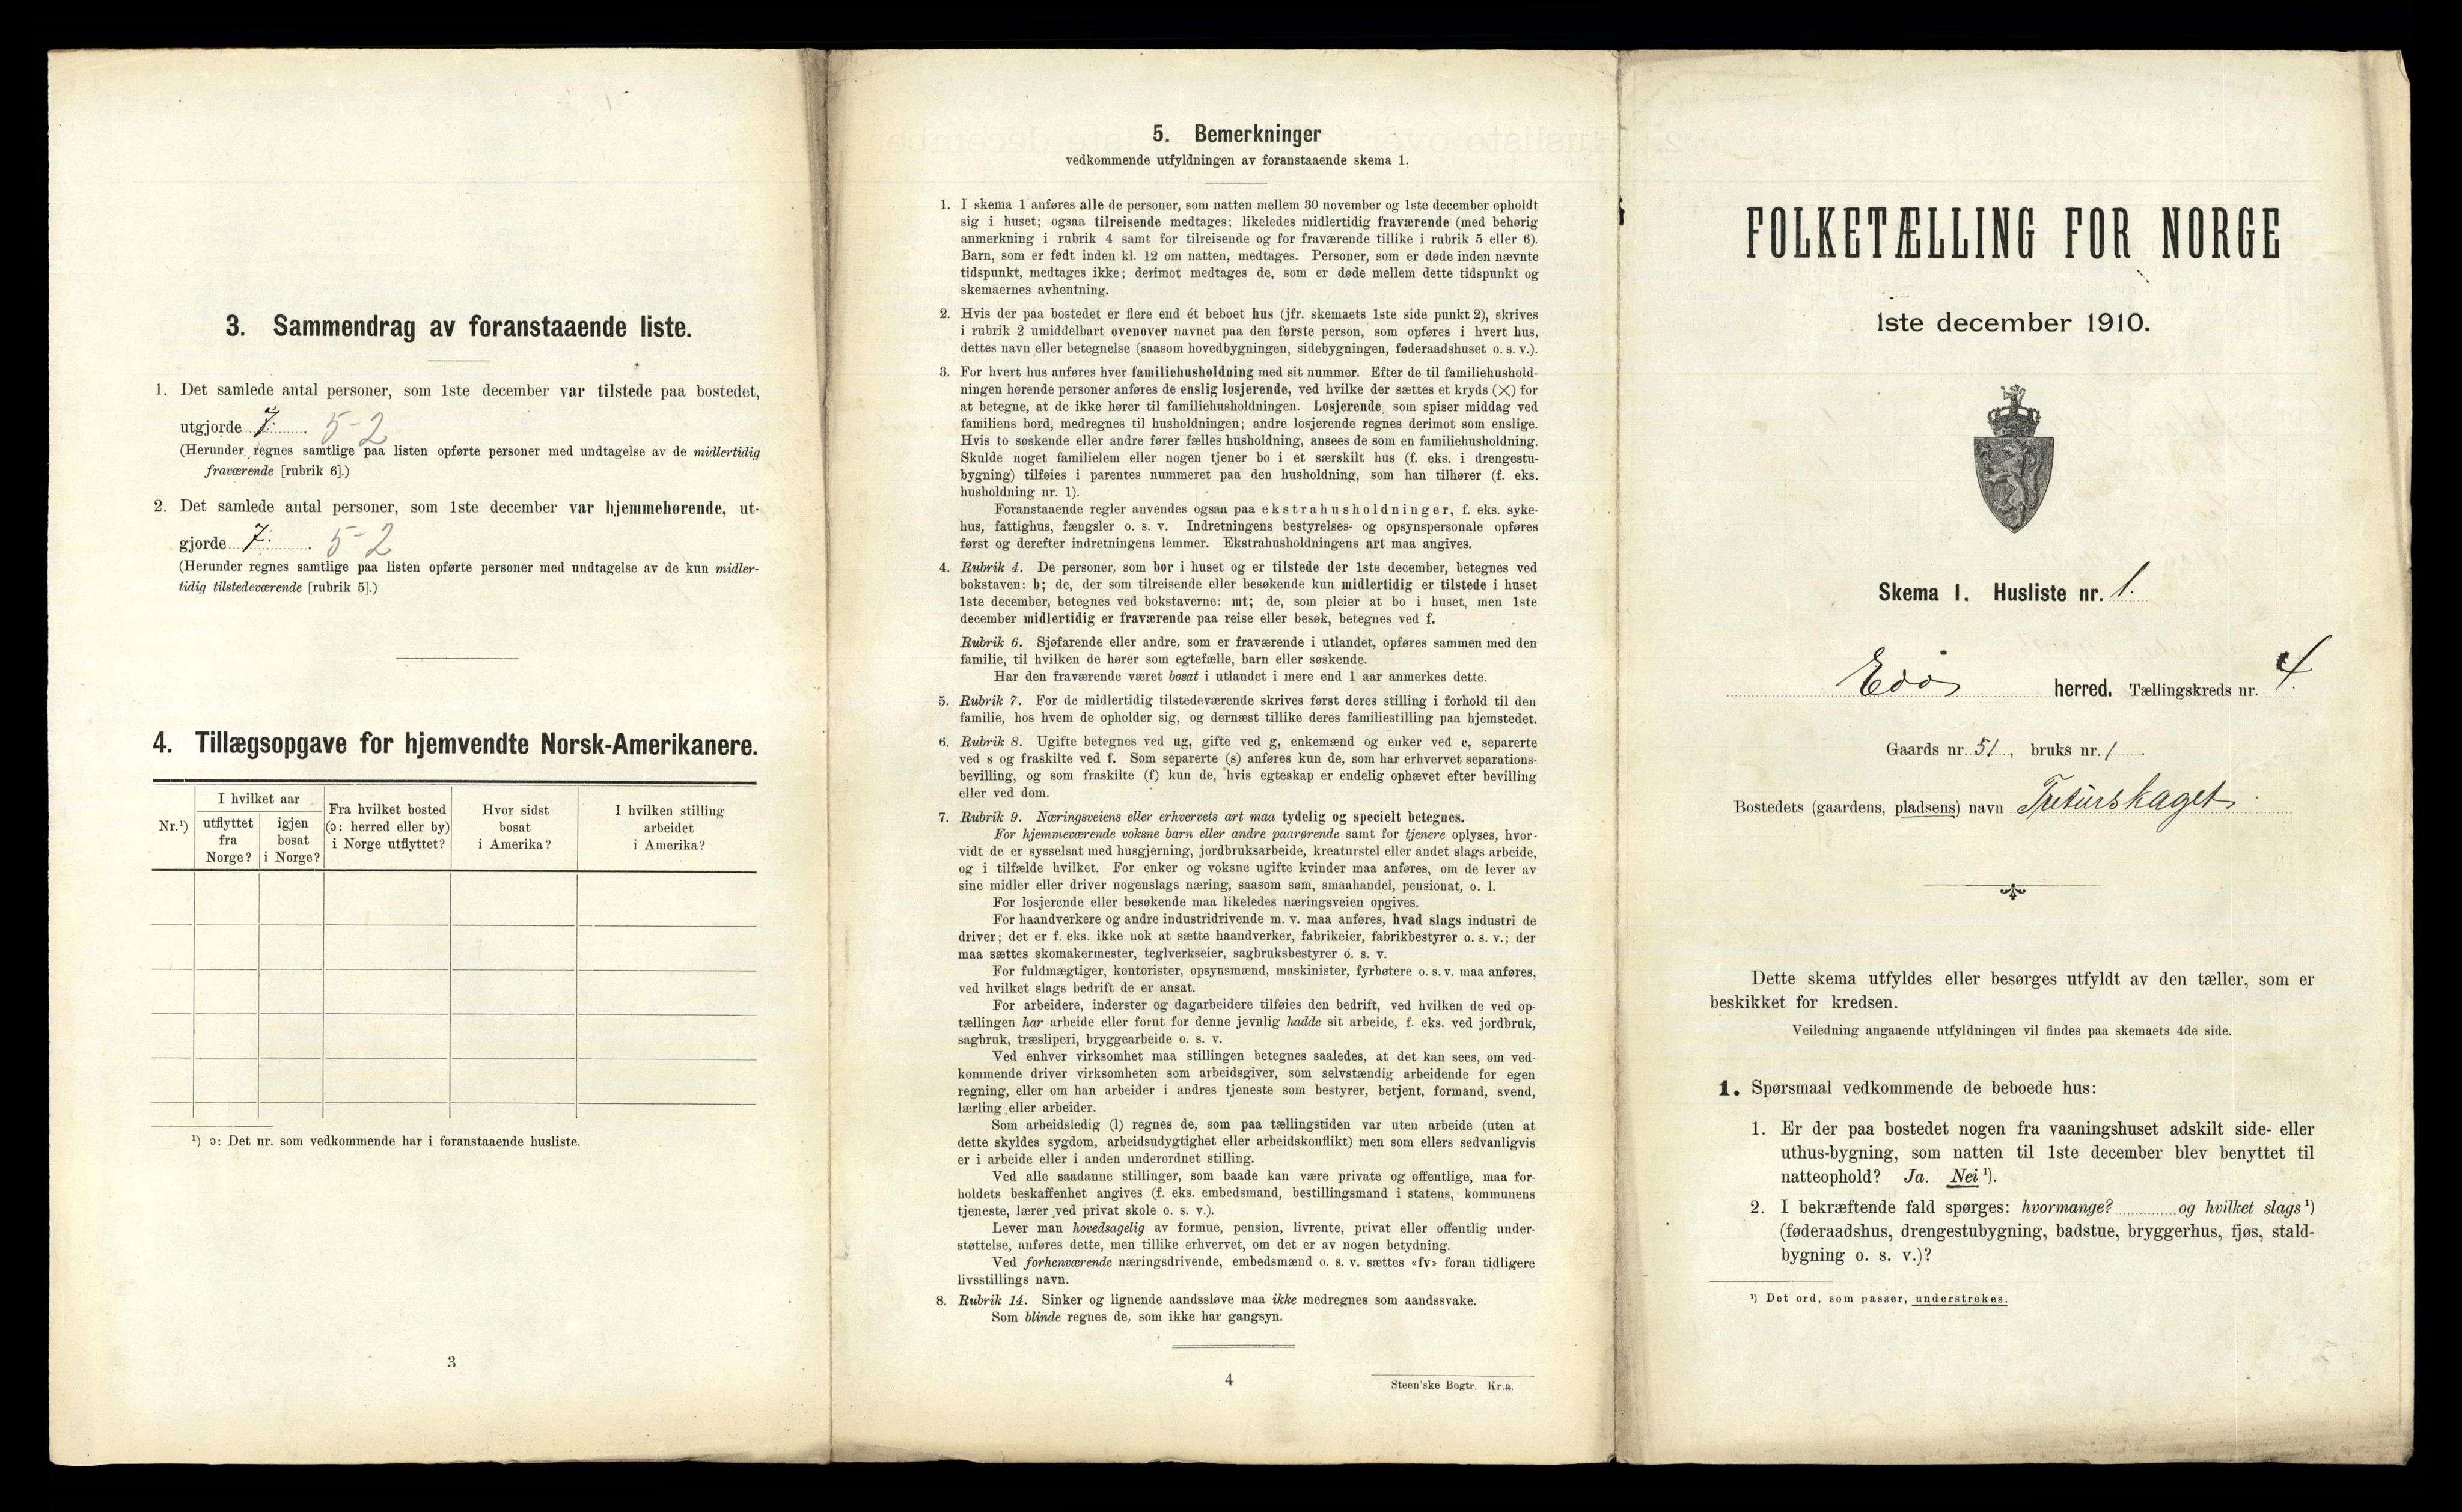 3. Sammendrag av foranstaaende liste.
1. Det samlede antal personer, som 1ste december var tilstede paa bostedet,
utgjorde 7. 5-2
(Herunder regnes samtlige paa listen opførte personer med undtagelse av de midlertidig
fraværende [rubrik 6].)
2. Det samlede antal personer, som 1ste december var hjemmehørende, ut-
gjorde 7. 5-2
(Herunder regnes samtlige paa listen opførte personer med undtagelse av de kun midler-
tidig tilstedeværende [rubrik 5].)
4. Tillægsopgave for hjemvendte Norsk-Amerikanere.
Nr.¹)
I hvilket aar
utflyttet
fra
Norge?
igjen
bosat
i Norge?
Fra hvilket bosted
(ɔ: herred eller by)
i Norge utflyttet?
Hvor sidst
bosat
i Amerika?
I hvilken stilling
arbeidet
i Amerika?
¹) ɔ: Det nr. som vedkommende har i foranstaaende husliste.
3
5. Bemerkninger
vedkommende utfyldningen av foranstaaende skema 1.
1. I skema 1 anføres alle de personer, som natten mellem 30 november og 1ste december opholdt
sig i huset; ogsaa tilreisende medtages; likeledes midlertidig fraværende (med behørig
anmerkning i rubrik 4 samt for tilreisende og for fraværende tillike i rubrik 5 eller 6).
Barn, som er født inden kl. 12 om natten, medtages. Personer, som er døde inden nævnte
tidspunkt, medtages ikke; derimot medtages de, som er døde mellem dette tidspunkt og
skemaernes avhentning.
2. Hvis der paa bostedet er flere end ét beboet hus (jfr. skemaets 1ste side punkt 2), skrives
i rubrik 2 umiddelbart ovenover navnet paa den første person, som opføres i hvert hus,
dettes navn eller betegnelse (saasom hovedbygningen, sidebygningen, føderaadshuset o. s. v.).
3. For hvert hus anføres hver familiehusholdning med sit nummer. Efter de til familiehushold-
ningen hørende personer anføres de enslig losjerende, ved hvilke der sættes et kryds (×) for
at betegne, at de ikke hører til familiehusholdningen. Losjerende, som spiser middag ved
familiens bord, medregnes til husholdningen; andre losjerende regnes derimot som enslige.
Hvis to søskende eller andre fører fælles husholdning, ansees de som en familiehusholdning.
Skulde noget familielem eller nogen tjener bo i et særskilt hus (f. eks. i drengestu-
bygning) tilføies i parentes nummeret paa den husholdning, som han tilhører (f. eks.
husholdning nr. 1).
Foranstaaende regler anvendes ogsaa paa ekstrahusholdninger, f. eks. syke-
hus, fattighus, fængsler o. s. v. Indretningens bestyrelses- og opsynspersonale opføres
først og derefter indretningens lemmer. Ekstrahusholdningens art maa angives.
4. Rubrik 4. De personer, som bor i huset og er tilstede der 1ste december, betegnes ved
bokstaven: b; de, der som tilreisende eller besøkende kun midlertidig er tilstede i huset
1ste december, betegnes ved bokstaverne: mt; de, som pleier at bo i huset, men 1ste
december midlertidig er fraværende paa reise eller besøk, betegnes ved f.
Rubrik 6. Sjøfarende eller andre, som er fraværende i utlandet, opføres sammen med den
familie, til hvilken de hører som egtefælle, barn eller søskende.
Har den fraværende været bosat i utlandet i mere end 1 aar anmerkes dette.
5. Rubrik 7. For de midlertidig tilstedeværende skrives først deres stilling i forhold til den
familie, hos hvem de opholder sig, og dernæst tillike deres familiestilling paa hjemstedet.
6. Rubrik 8. Ugifte betegnes ved ug, gifte ved g, enkemænd og enker ved e, separerte
ved s og fraskilte ved f. Som separerte (s) anføres kun de, som har erhvervet separations-
bevilling, og som fraskilte (f) kun de, hvis egteskap er endelig ophævet efter bevilling
eller ved dom.
7. Rubrik 9. Næringsveiens eller erhvervets art maa tydelig og specielt betegnes.
For hjemmeværende voksne barn eller andre paarørende samt for tjenere oplyses, hvor-
vidt de er sysselsat med husgjerning, jordbruksarbeide, kreaturstel eller andet slags arbeide,
og i tilfælde hvilket. For enker og voksne ugifte kvinder maa anføres, om de lever av
sine midler eller driver nogenslags næring, saasom søm, smaahandel, pensionat, o. l.
For losjerende eller besøkende maa likeledes næringsveien opgives.
For haandverkere og andre industridrivende m. v. maa anføres, hvad slags industri de
driver; det er f. eks. ikke nok at sætte haandverker, fabrikeier, fabrikbestyrer o. s. v.; der
maa sættes skomakermester, teglverkseier, sagbruksbestyrer o. s. v.
For fuldmægtiger, kontorister, opsynsmænd, maskinister, fyrbøtere o. s. v. maa anføres,
ved hvilket slags bedrift de er ansat.
For arbeidere, inderster og dagarbeidere tilføies den bedrift, ved hvilken de ved op-
tællingen har arbeide eller forut for denne jevnlig hadde sit arbeide, f. eks. ved jordbruk,
sagbruk, træsliperi, bryggearbeide o. s. v.
Ved enhver virksomhet maa stillingen betegnes saaledes, at det kan sees, om ved-
kommende driver virksomheten som arbeidsgiver, som selvstændig arbeidende for egen
regning, eller om han arbeider i andres tjeneste som bestyrer, betjent, formand, svend,
lærling eller arbeider.
Som arbeidsledig (l) regnes de, som paa tællingstiden var uten arbeide (uten at
dette skyldes sygdom, arbeidsudygtighet eller arbeidskonflikt) men som ellers sedvanligvis
er i arbeide eller i anden underordnet stilling.
Ved alle saadanne stillinger, som baade kan være private og offentlige, maa for-
holdets beskaffenhet angives (f. eks. embedsmand, bestillingsmand i statens, kommunens
tjeneste, lærer ved privat skole o. s. v.).
Lever man hovedsagelig av formue, pension, livrente, privat eller offentlig under-
støttelse, anføres dette, men tillike erhvervet, om det er av nogen betydning.
Ved forhenværende næringsdrivende, embedsmænd o. s. v. sættes «fv» foran tidligere
livsstillings navn.
8. Rubrik 14. Sinker og lignende aandssløve maa ikke medregnes som aandssvake.
Som blinde regnes de, som ikke har gangsyn.
4
Steen'ske Bogtr. Kr.a.
FOLKETÆLLING FOR NORGE
1ste december 1910.
Skema 1. Husliste nr. 1.
Edø herred. Tællingskreds nr. 4.
Gaards nr. 51, bruks nr. 1.
Bostedets (gaardens, pladsens) navn Treturskaget.
Dette skema utfyldes eller besørges utfyldt av den tæller, som er
beskikket for kredsen.
Veiledning angaaende utfyldningen vil findes paa skemaets 4de side.
1. Spørsmaal vedkommende de beboede hus:
1. Er der paa bostedet nogen fra vaaningshuset adskilt side- eller
uthus-bygning, som natten til 1ste december blev benyttet til
natteophold? Ja. Nei ¹).
2. I bekræftende fald spørges: hvormange? og hvilket slags ¹)
(føderaadshus, drengestubygning, badstue, bryggerhus, fjøs, stald-
bygning o. s. v.)?
¹) Det ord, som passer, understrekes.